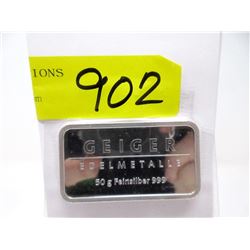 IONS
902
GEIGER
EDELMETALLE
50 g Feinsilber 999